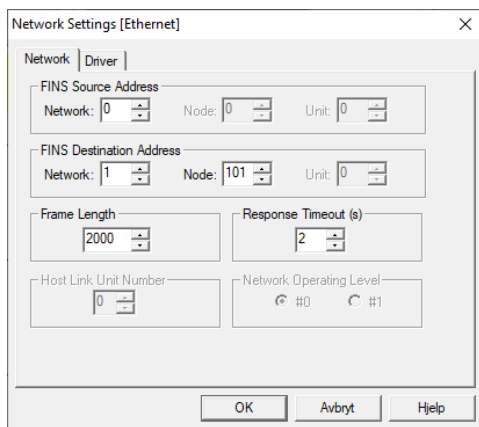 Network Settings [Ethernet]
Network Driver
FINS Source Address
Network: 0 Node: 0 Unit: 0
FINS Destination Address
Network: 1 Node: 101 Unit: 0
Frame Length Response Timeout (s)
2000 2
Host Link Unit Number Network Operating Level
0 #0 #1
OK Avbryt Hjelp